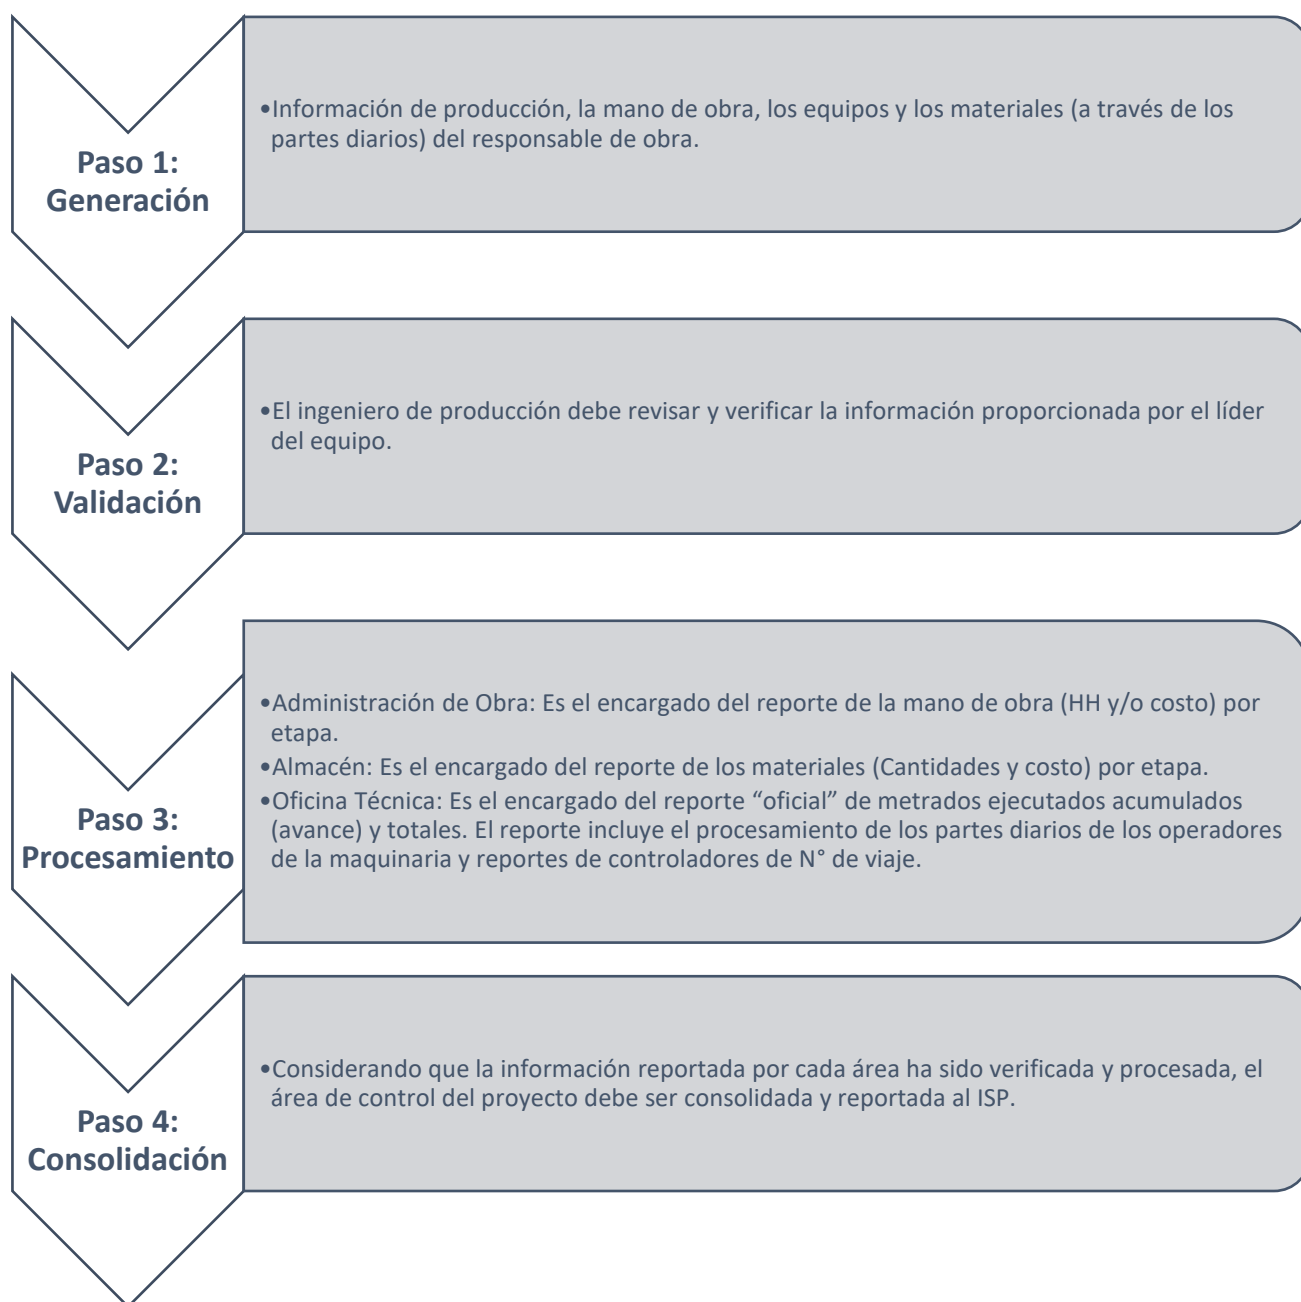 Paso 1:
Generación
•Información de producción, la mano de obra, los equipos y los materiales (a través de los
partes diarios) del responsable de obra.
Paso 2:
Validación
•El ingeniero de producción debe revisar y verificar la información proporcionada por el líder
del equipo.
Paso 3:
Procesamiento
•Administración de Obra: Es el encargado del reporte de la mano de obra (HH y/o costo) por
etapa.
•Almacén: Es el encargado del reporte de los materiales (Cantidades y costo) por etapa.
•Oficina Técnica: Es el encargado del reporte “oficial” de metrados ejecutados acumulados
(avance) y totales. El reporte incluye el procesamiento de los partes diarios de los operadores
de la maquinaria y reportes de controladores de N° de viaje.
Paso 4:
Consolidación
•Considerando que la información reportada por cada área ha sido verificada y procesada, el
área de control del proyecto debe ser consolidada y reportada al ISP.